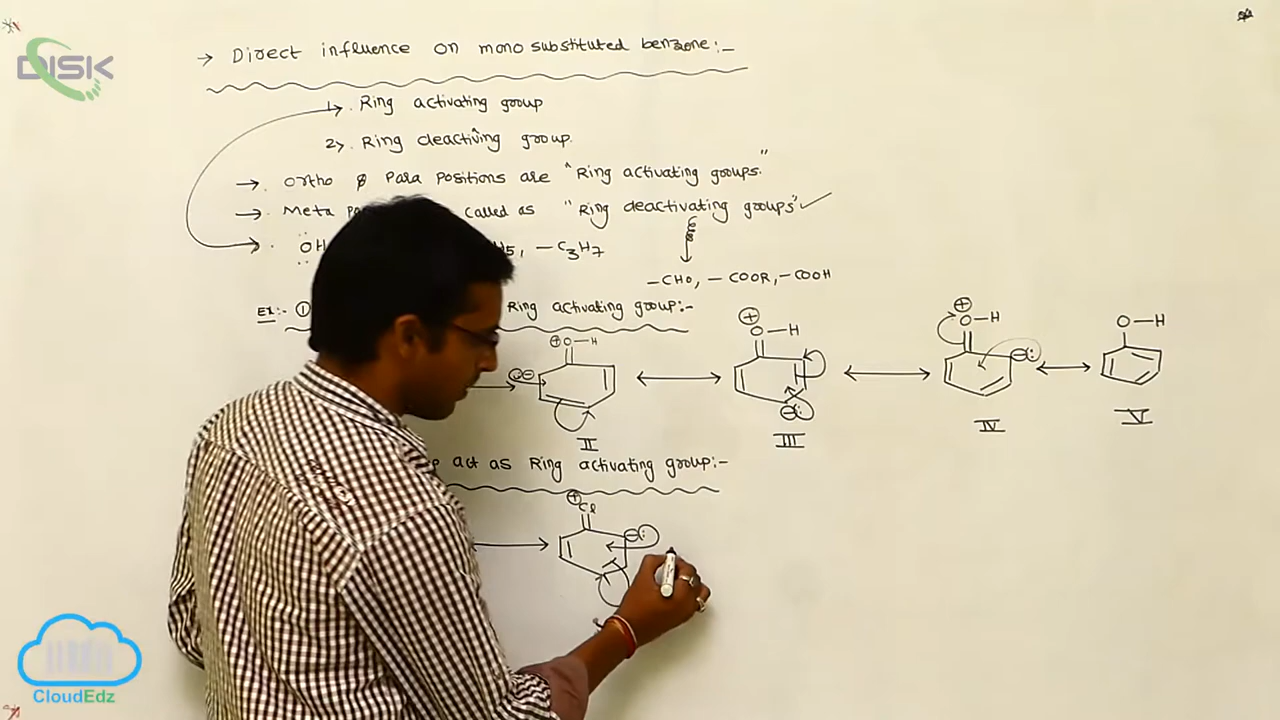 DISK
→ Direct influence on mono substituted benzone:-
1>. Ring activating group
2>. Ring deactiving group.
→ Ortho & Para positions are "Ring activating groups."
→ Meta called as "Ring deactivating groups" ✓
OH , - C3H7
-CHO, - COOR, -COOH
Ex:- ① Ring activating group:-
⊕O-H
⊕
O-H
⊕
O-H
O-H
II
III
IV
V
act as Ring activating group:-
⊕
Cl
CloudEdz